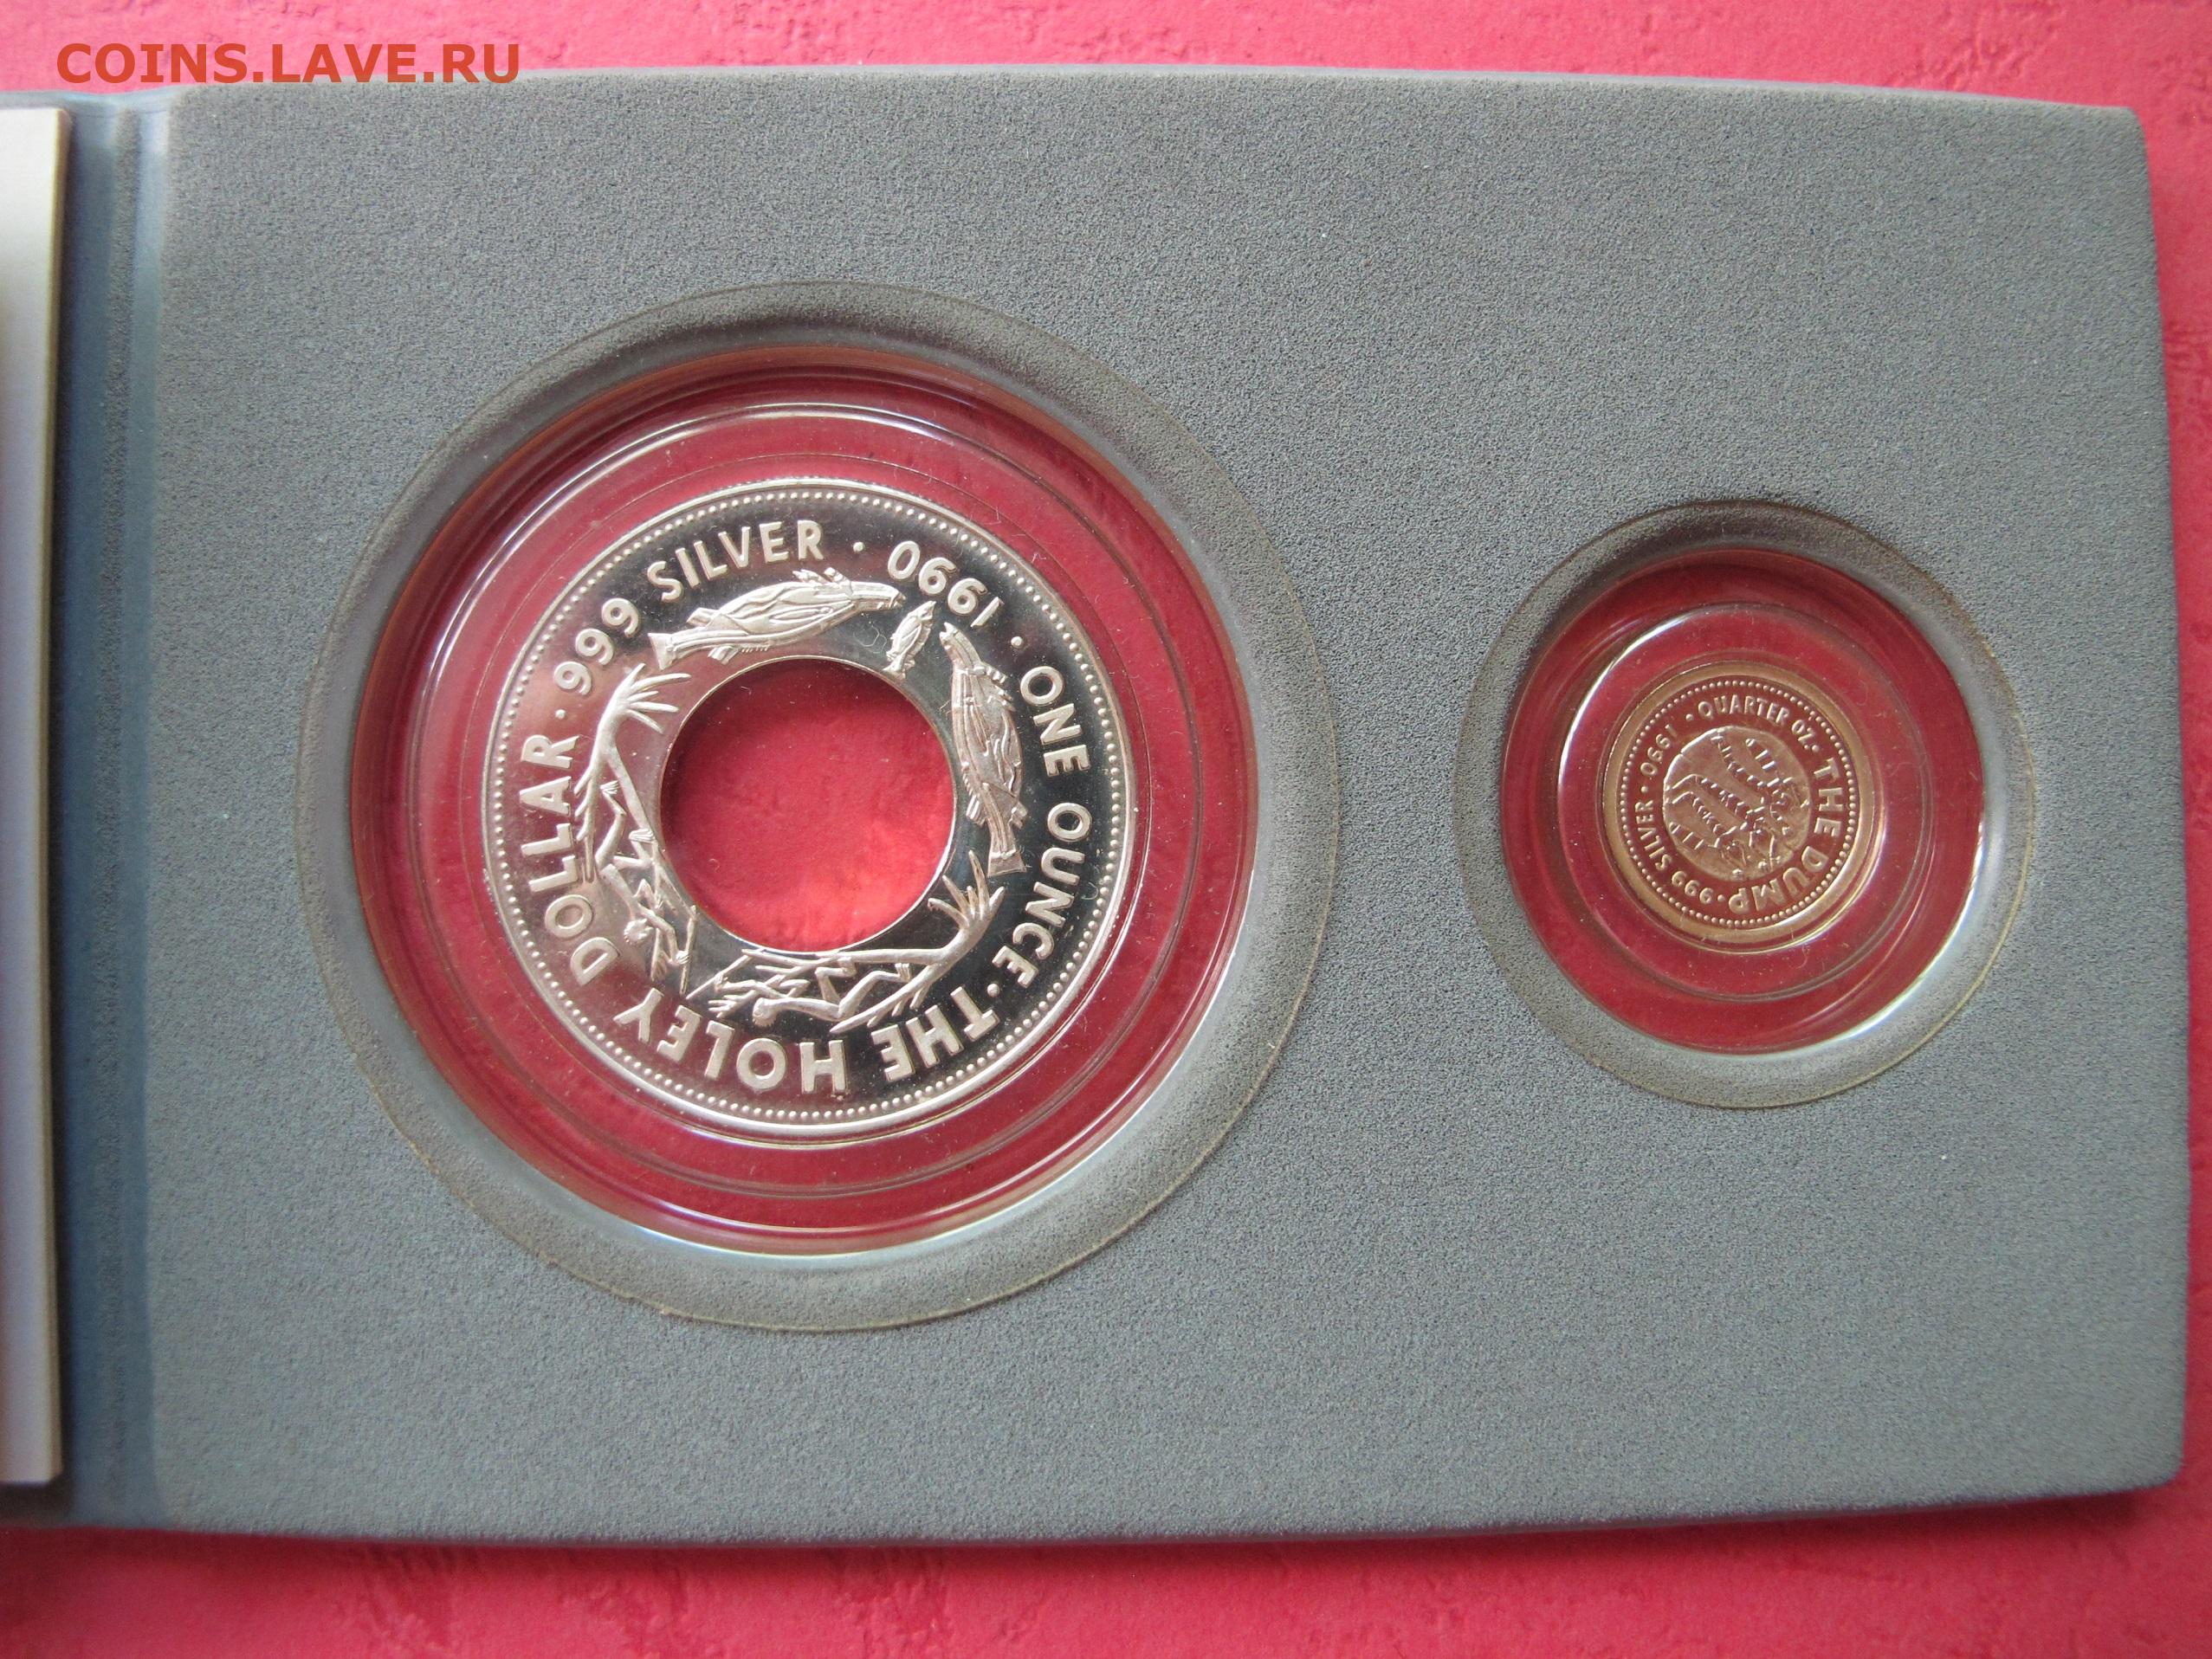 COINS.LAVE.RU
THE HOLEY DOLLAR · 999 SILVER · 1990 · ONE OUNCE ·
THE DUMP · 999 · SILVER · 1990 · QUARTER OZ ·